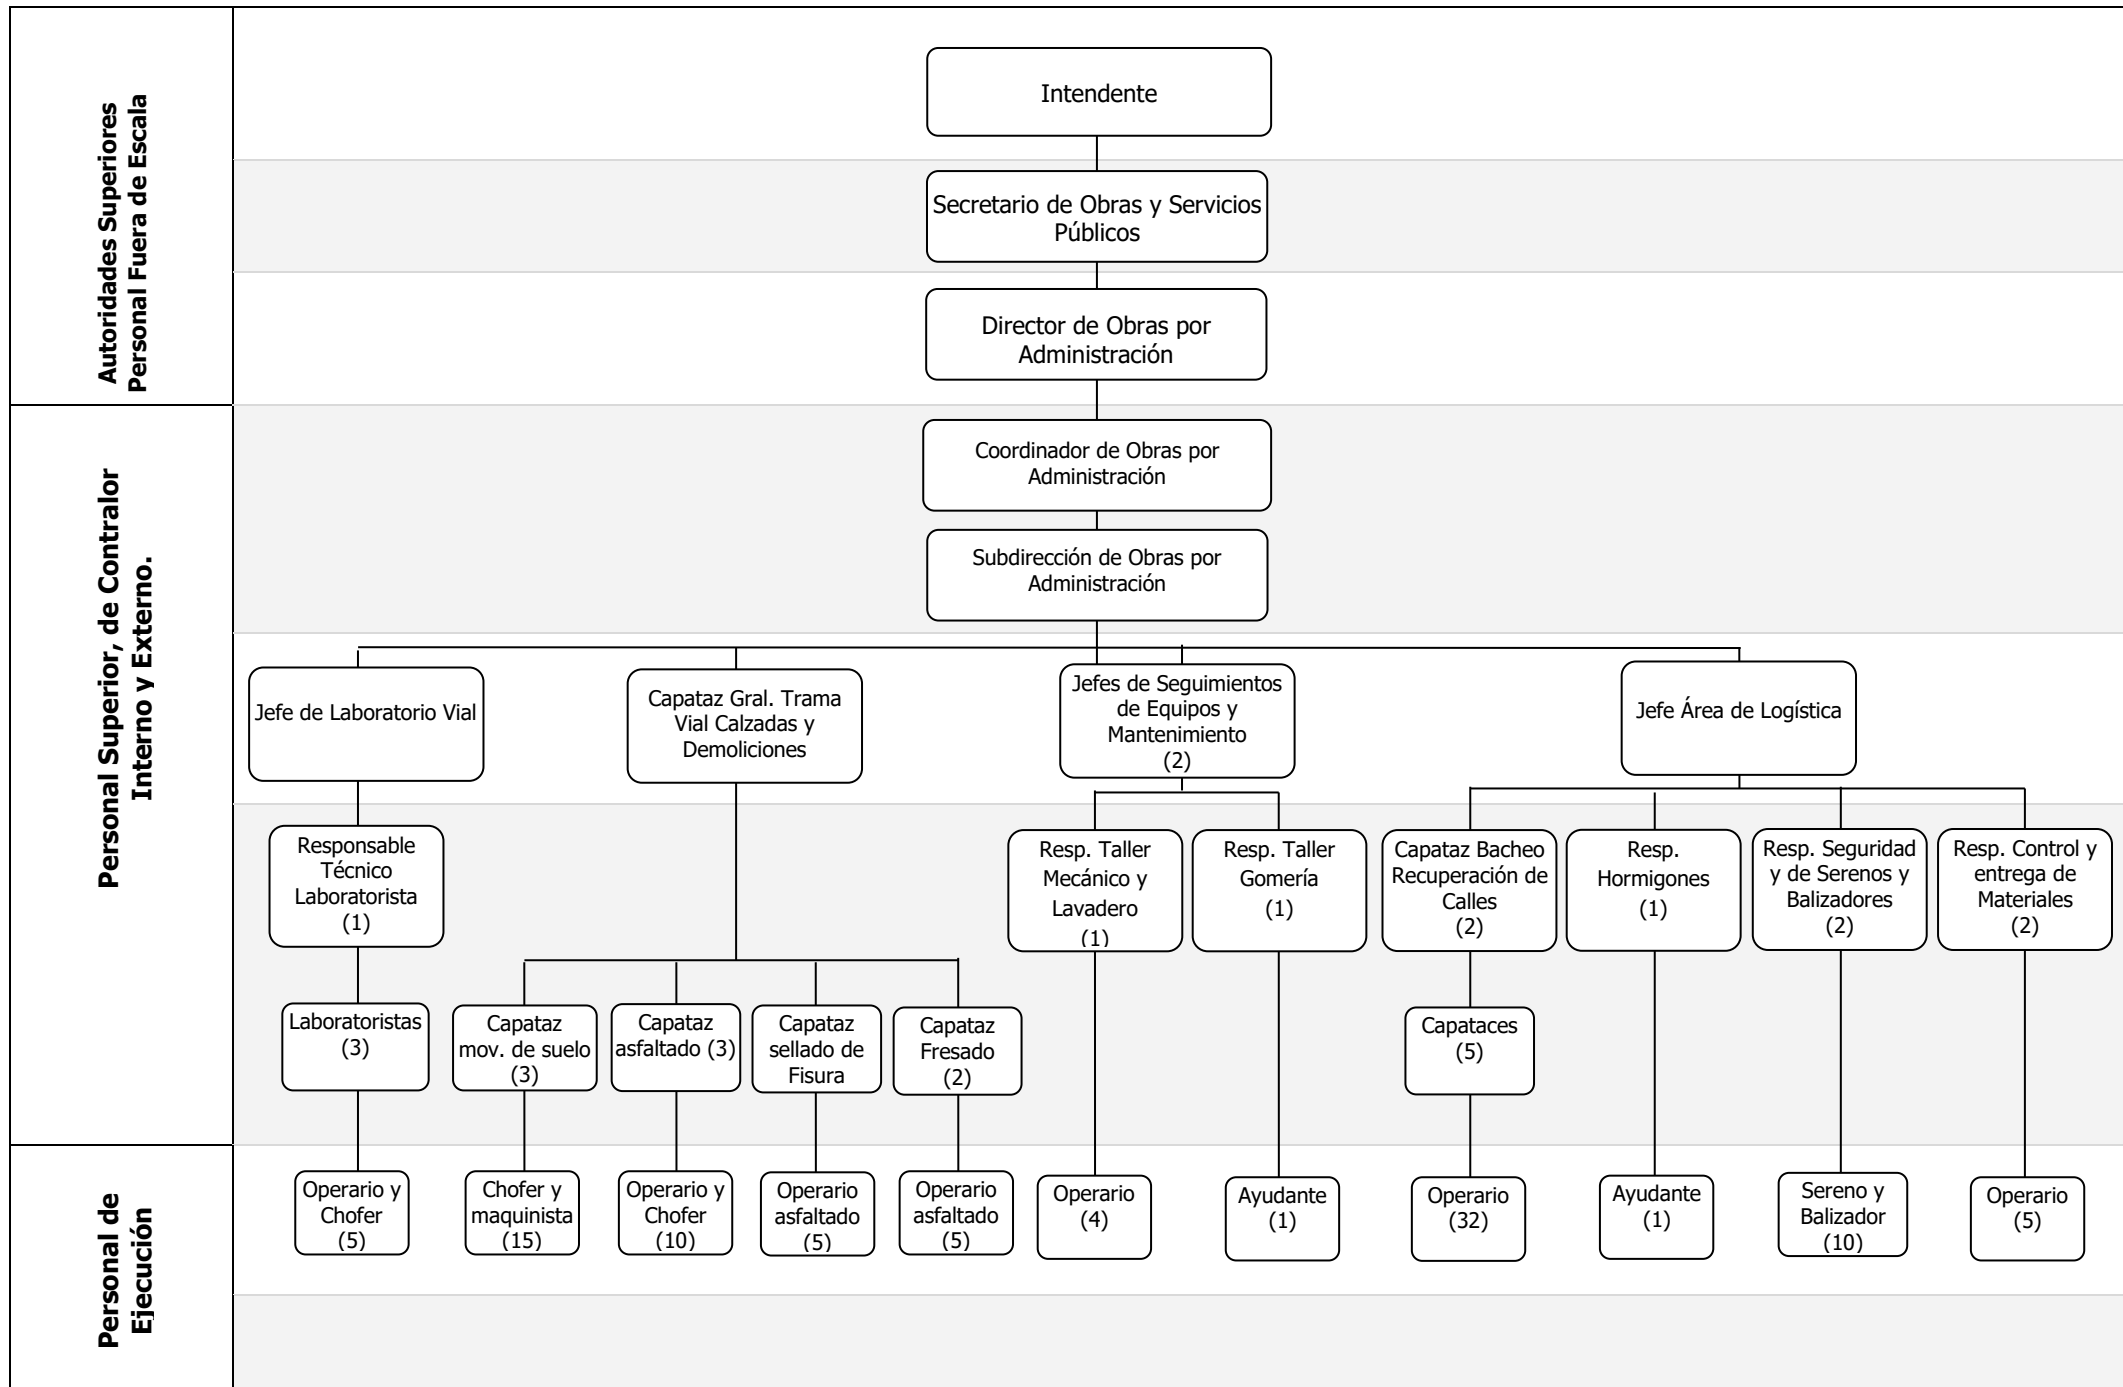 Autoridades Superiores
Personal Fuera de Escala
Intendente
Secretario de Obras y Servicios
Públicos
Director de Obras por
Administración
Personal Superior, de Contralor
Interno y Externo.
Coordinador de Obras por
Administración
Subdirección de Obras por
Administración
Jefe de Laboratorio Vial
Capataz Gral. Trama
Vial Calzadas y
Demoliciones
Jefes de Seguimientos
de Equipos y
Mantenimiento
(2)
Jefe Área de Logística
Responsable
Técnico
Laboratorista
(1)
Resp. Taller
Mecánico y
Lavadero
(1)
Resp. Taller
Gomería
(1)
Capataz Bacheo
Recuperación de
Calles
(2)
Resp.
Hormigones
(1)
Resp. Seguridad
y de Serenos y
Balizadores
(2)
Resp. Control y
entrega de
Materiales
(2)
Laboratoristas
(3)
Capataz
mov. de suelo
(3)
Capataz
asfaltado (3)
Capataz
sellado de
Fisura
Capataz
Fresado
(2)
Capataces
(5)
Personal de
Ejecución
Operario y
Chofer
(5)
Chofer y
maquinista
(15)
Operario y
Chofer
(10)
Operario
asfaltado
(5)
Operario
asfaltado
(5)
Operario
(4)
Ayudante
(1)
Operario
(32)
Ayudante
(1)
Sereno y
Balizador
(10)
Operario
(5)